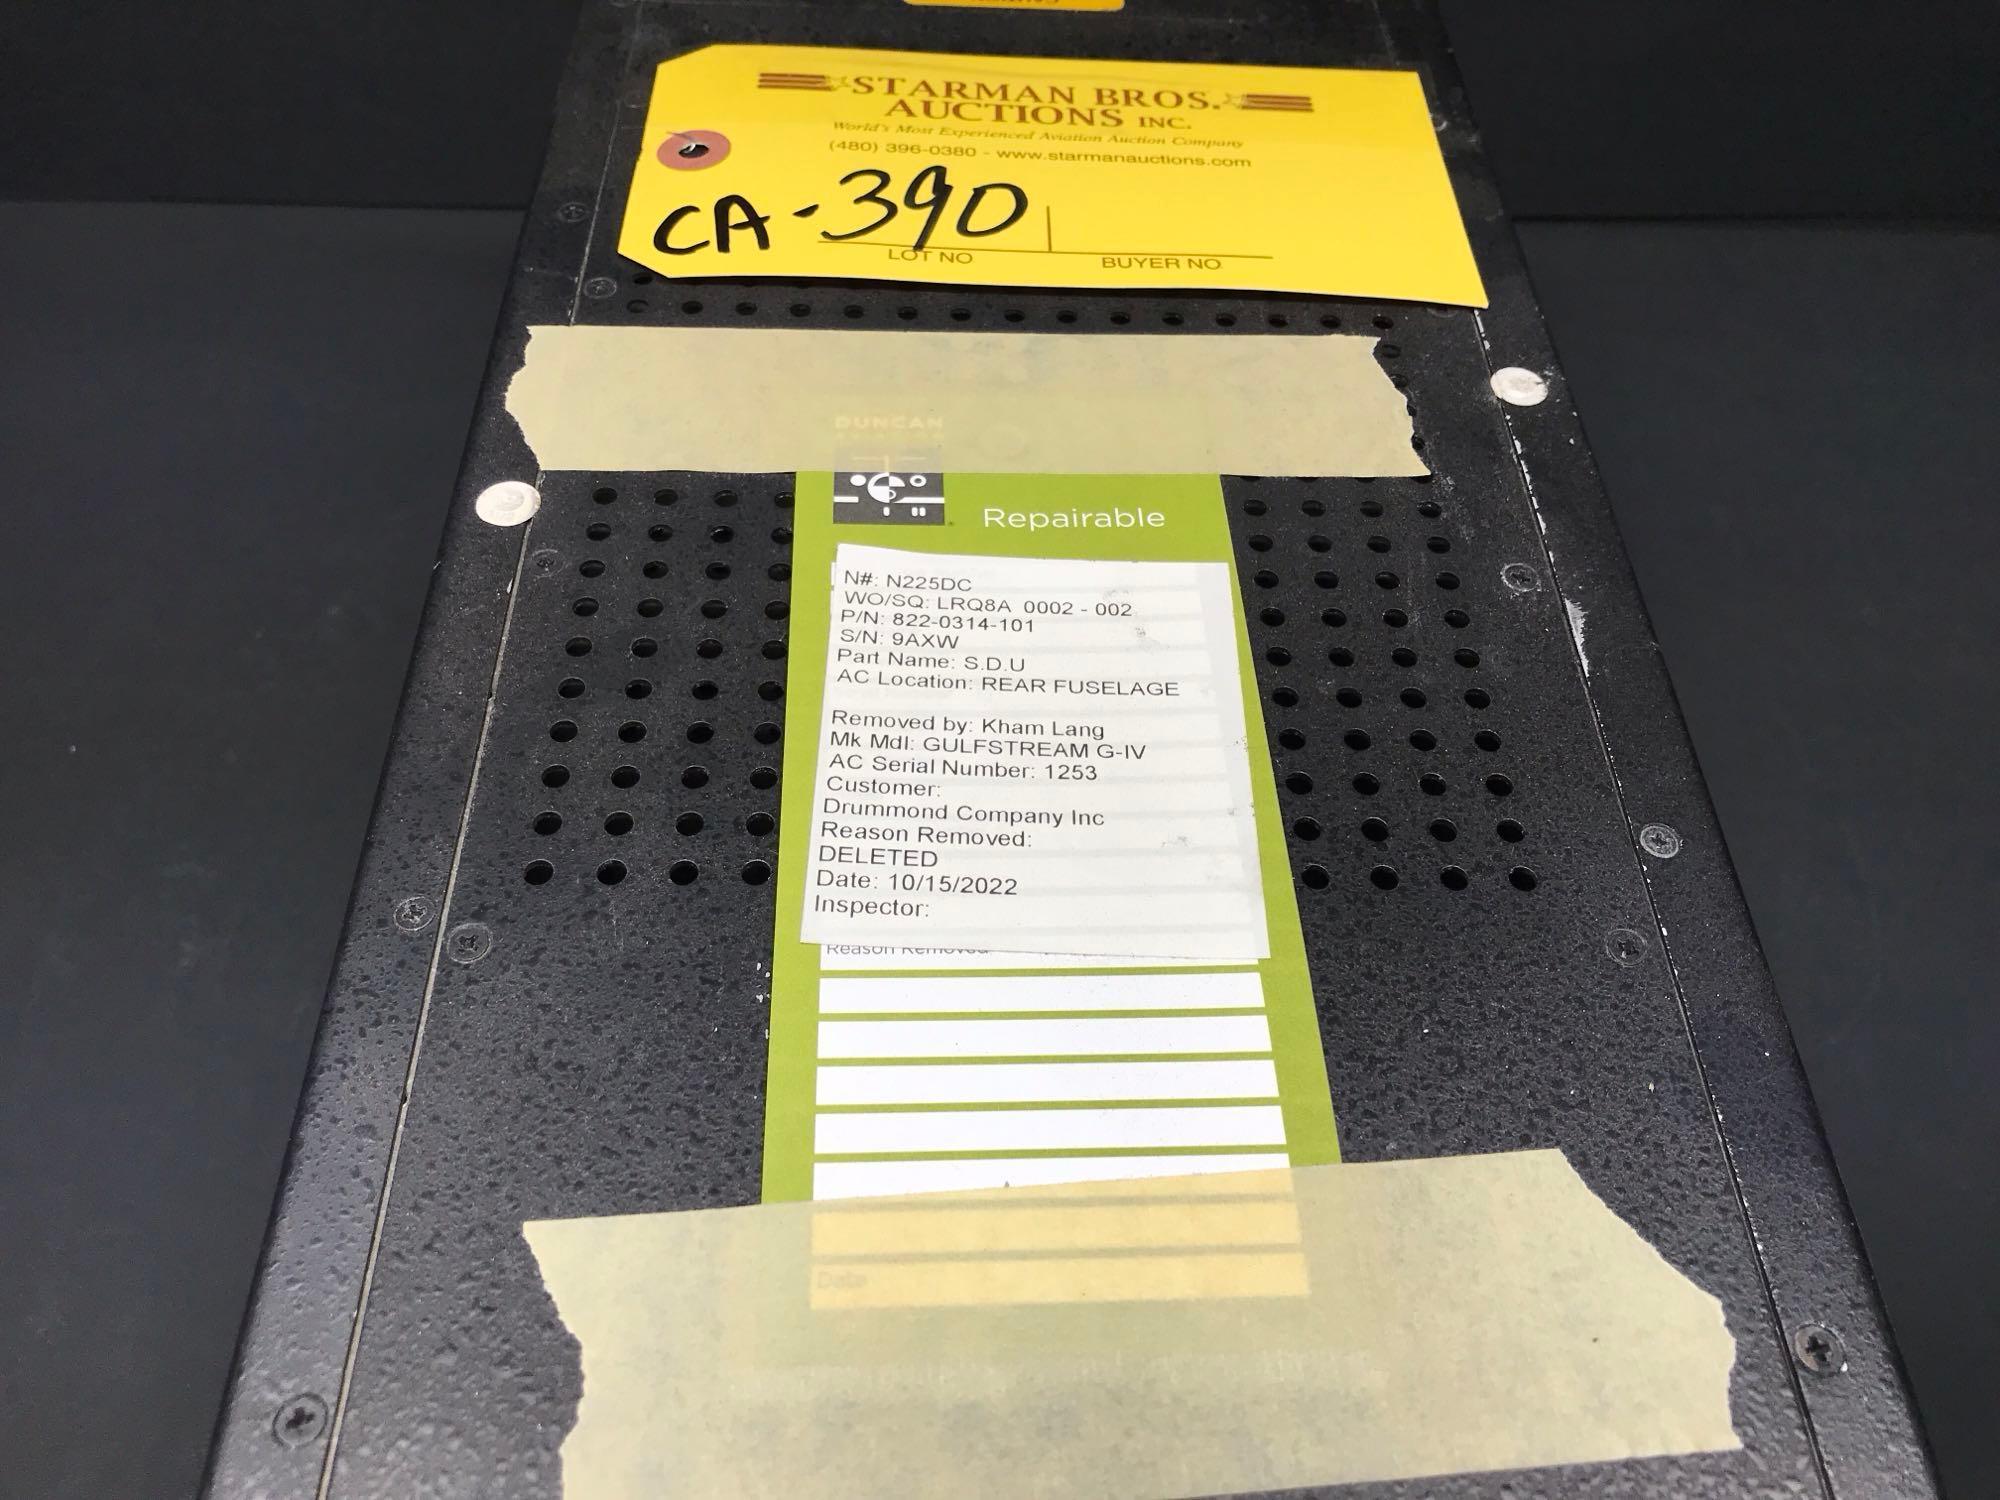 STARMAN BROS.
AUCTIONS INC.
World's Most Experienced Aviation Auction Company
(480) 396-0380 - www.starmanauctions.com
CA-390
LOT NO
BUYER NO.
DUNCAN
Repairable
N#: N225DC
WO/SQ: LRQ8A 0002 - 002
P/N: 822-0314-101
S/N: 9AXW
Part Name: S.D.U
AC Location: REAR FUSELAGE
Removed by: Kham Lang
Mk Mdl: GULFSTREAM G-IV
AC Serial Number: 1253
Customer:
Drummond Company Inc
Reason Removed:
DELETED
Date: 10/15/2022
Inspector:
Reason Removed
Date